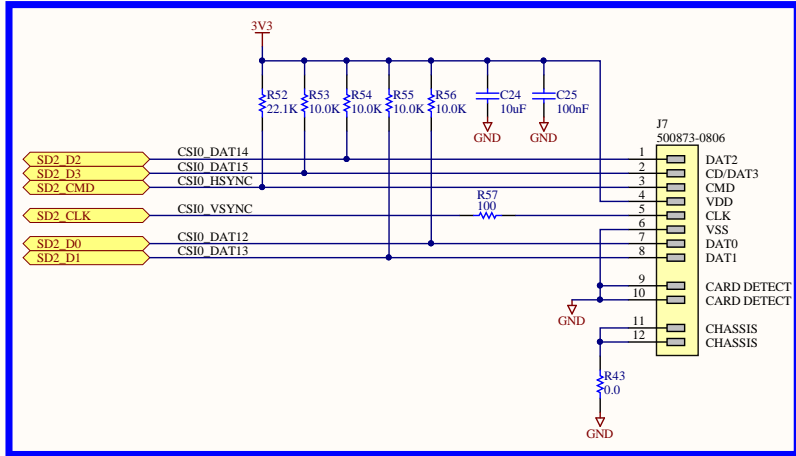 3V3
R52
22.1K
R53
10.0K
R54
10.0K
R55
10.0K
R56
10.0K
C24
10uF
C25
100nF
GND
GND
J7
500873-0806
SD2_D2
CSI0_DAT14
1
DAT2
SD2_D3
CSI0_DAT15
2
CD/DAT3
SD2_CMD
CSI0_HSYNC
3
CMD
4
VDD
R57
100
SD2_CLK
CSI0_VSYNC
5
CLK
6
VSS
SD2_D0
CSI0_DAT12
7
DAT0
SD2_D1
CSI0_DAT13
8
DAT1
9
CARD DETECT
10
CARD DETECT
GND
11
CHASSIS
12
CHASSIS
R43
0.0
GND